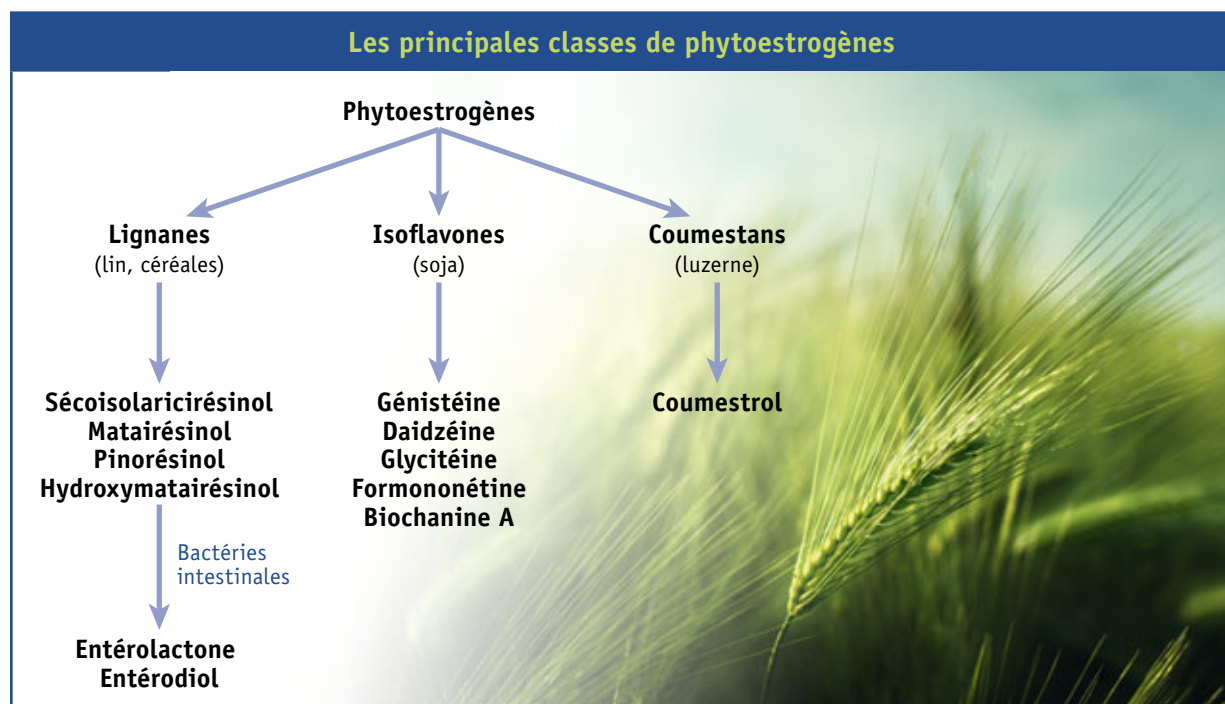 Les principales classes de phytoestrogènes
Phytoestrogènes
Lignanes
(lin, céréales)
Isoflavones
(soja)
Coumestans
(luzerne)
Sécoisolaricirésinol
Matairésinol
Pinorésinol
Hydroxymatairésinol
Génistéine
Daidzéine
Glycitéine
Formononétine
Biochanine A
Coumestrol
Bactéries
intestinales
Entérolactone
Entérodiol